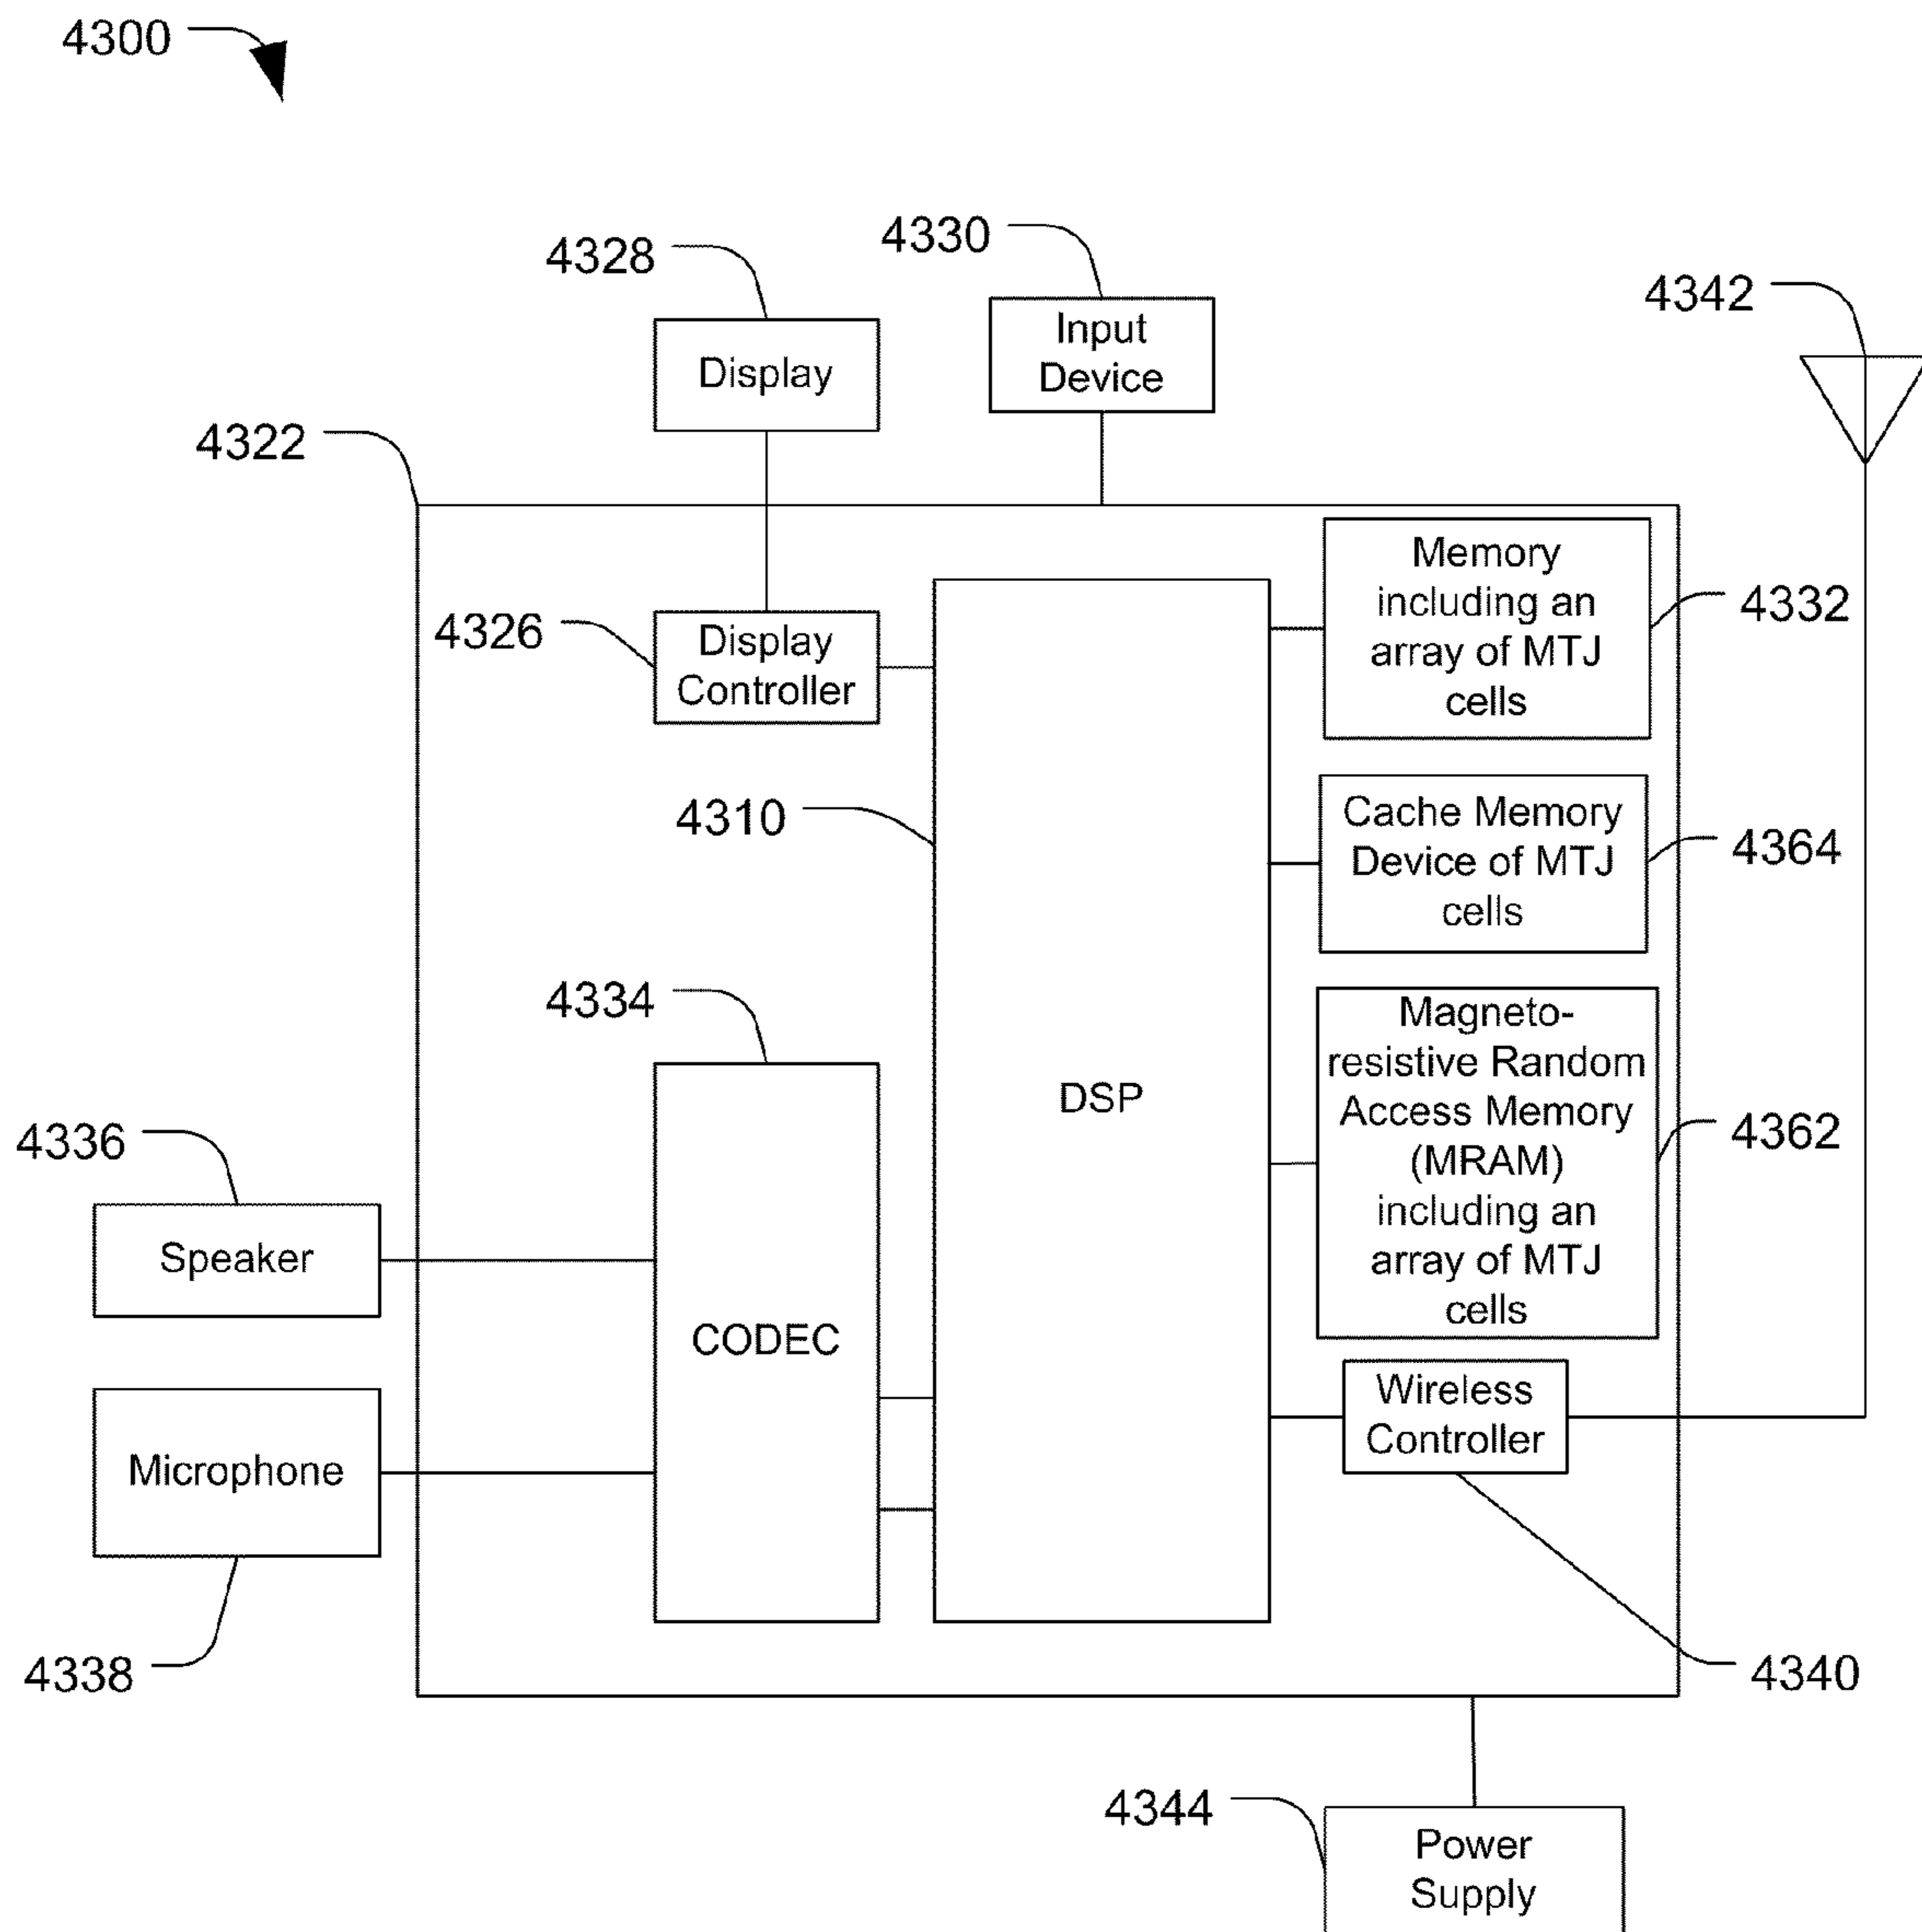 4300
4328
4330
4342
Display
Input
Device
4322
4326
Display
Controller
Memory
including an
array of MTJ
cells
4332
4310
Cache Memory
Device of MTJ
cells
4364
4334
DSP
Magneto-
resistive Random
Access Memory
(MRAM)
including an
array of MTJ
cells
4362
4336
Speaker
CODEC
Wireless
Controller
Microphone
4338
4340
4344
Power
Supply